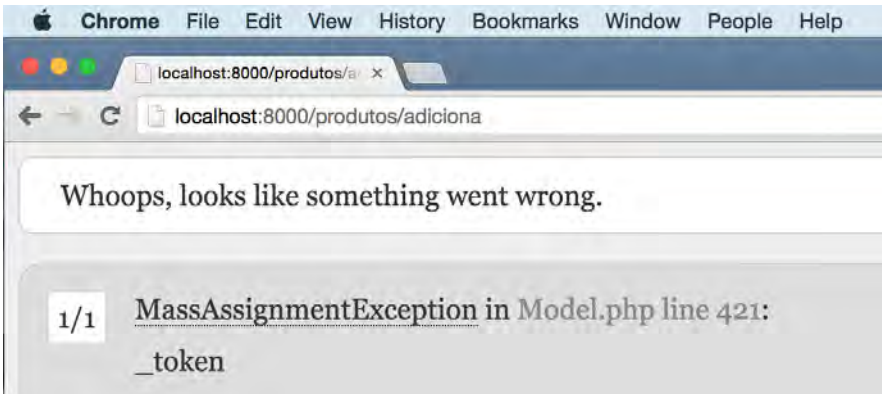 Chrome File Edit View History Bookmarks Window People Help
localhost:8000/produtos/a ×
localhost:8000/produtos/adiciona
Whoops, looks like something went wrong.
1/1 MassAssignmentException in Model.php line 421:
_token